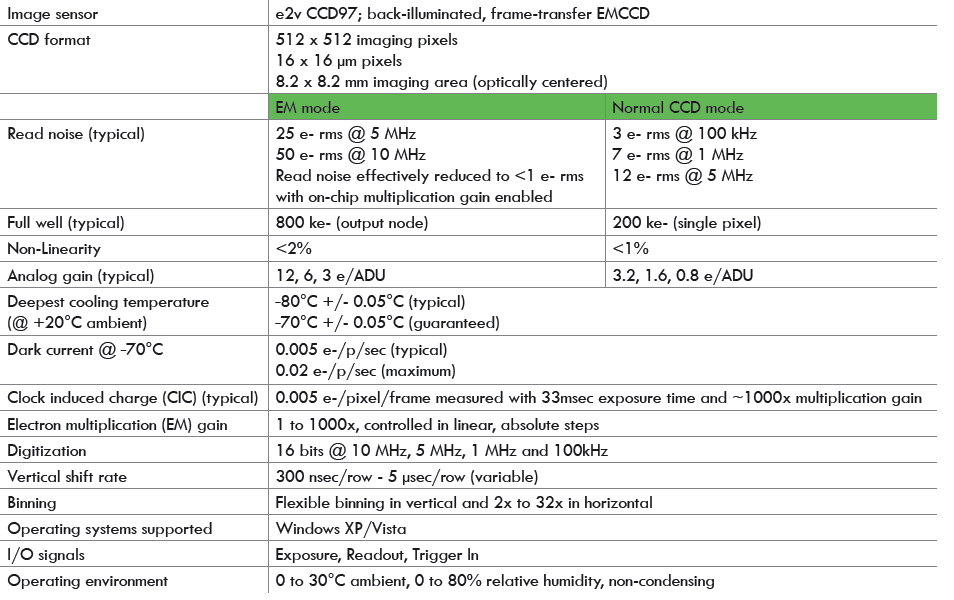 Image sensor
e2v CCD97; back-illuminated, frame-transfer EMCCD
CCD format
512 x 512 imaging pixels
16 x 16 µm pixels
8.2 x 8.2 mm imaging area (optically centered)
EM mode
Normal CCD mode
Read noise (typical)
25 e- rms @ 5 MHz
50 e- rms @ 10 MHz
Read noise effectively reduced to <1 e- rms
with on-chip multiplication gain enabled
3 e- rms @ 100 kHz
7 e- rms @ 1 MHz
12 e- rms @ 5 MHz
Full well (typical)
800 ke- (output node)
200 ke- (single pixel)
Non-Linearity
<2%
<1%
Analog gain (typical)
12, 6, 3 e/ADU
3.2, 1.6, 0.8 e/ADU
Deepest cooling temperature
(@ +20°C ambient)
-80°C +/- 0.05°C (typical)
-70°C +/- 0.05°C (guaranteed)
Dark current @ -70°C
0.005 e-/p/sec (typical)
0.02 e-/p/sec (maximum)
Clock induced charge (CIC) (typical)
0.005 e-/pixel/frame measured with 33msec exposure time and ~1000x multiplication gain
Electron multiplication (EM) gain
1 to 1000x, controlled in linear, absolute steps
Digitization
16 bits @ 10 MHz, 5 MHz, 1 MHz and 100kHz
Vertical shift rate
300 nsec/row - 5 µsec/row (variable)
Binning
Flexible binning in vertical and 2x to 32x in horizontal
Operating systems supported
Windows XP/Vista
I/O signals
Exposure, Readout, Trigger In
Operating environment
0 to 30°C ambient, 0 to 80% relative humidity, non-condensing